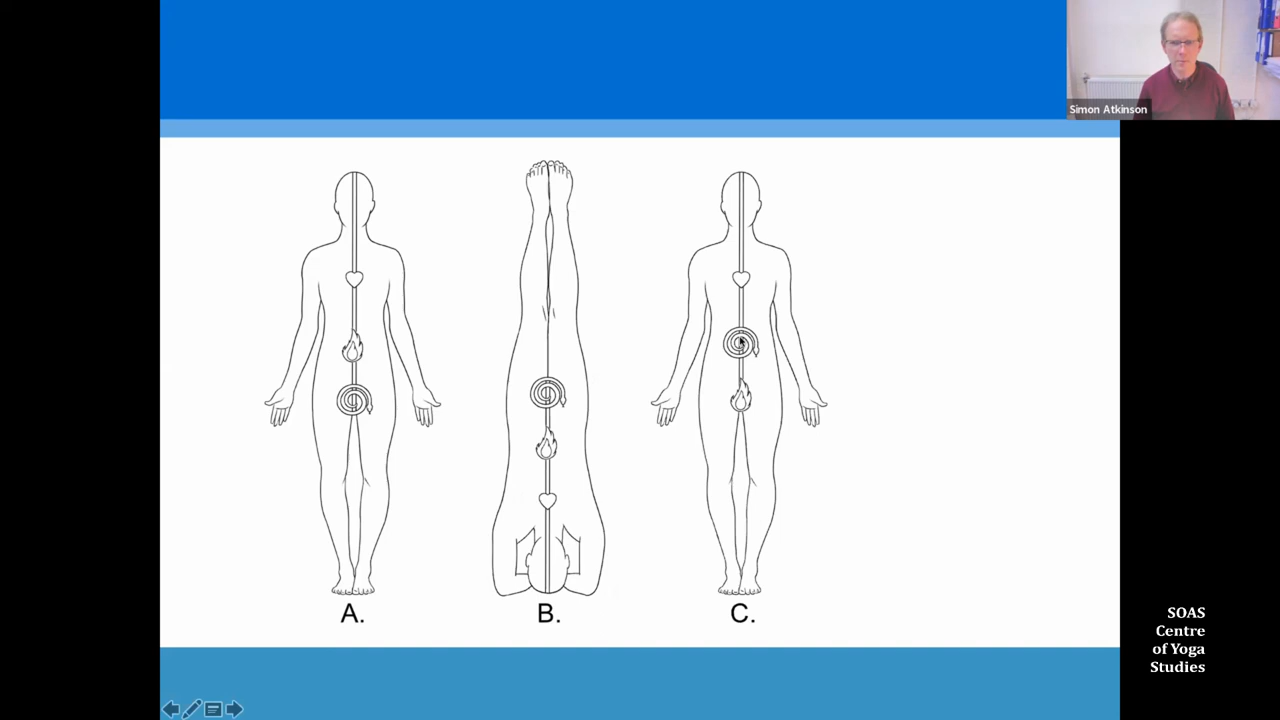 Simon Atkinson
A.
B.
C.
SOAS
Centre
of Yoga
Studies